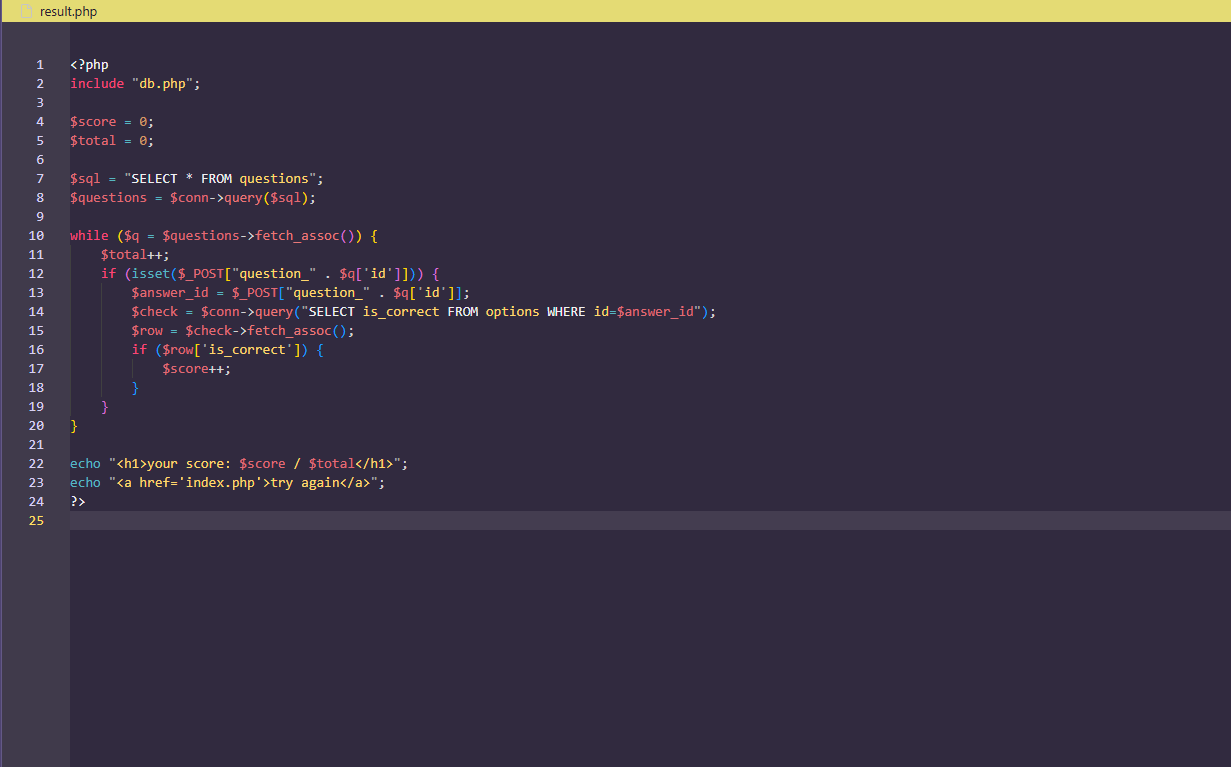 result.php
1 <?php
2 include "db.php";
3
4 $score = 0;
5 $total = 0;
6
7 $sql = "SELECT * FROM questions";
8 $questions = $conn->query($sql);
9
10 while ($q = $questions->fetch_assoc()) {
11     $total++;
12     if (isset($_POST["question_" . $q['id']])) {
13         $answer_id = $_POST["question_" . $q['id']];
14         $check = $conn->query("SELECT is_correct FROM options WHERE id=$answer_id");
15         $row = $check->fetch_assoc();
16         if ($row['is_correct']) {
17             $score++;
18         }
19     }
20 }
21
22 echo "<h1>your score: $score / $total</h1>";
23 echo "<a href='index.php'>try again</a>";
24 ?>
25